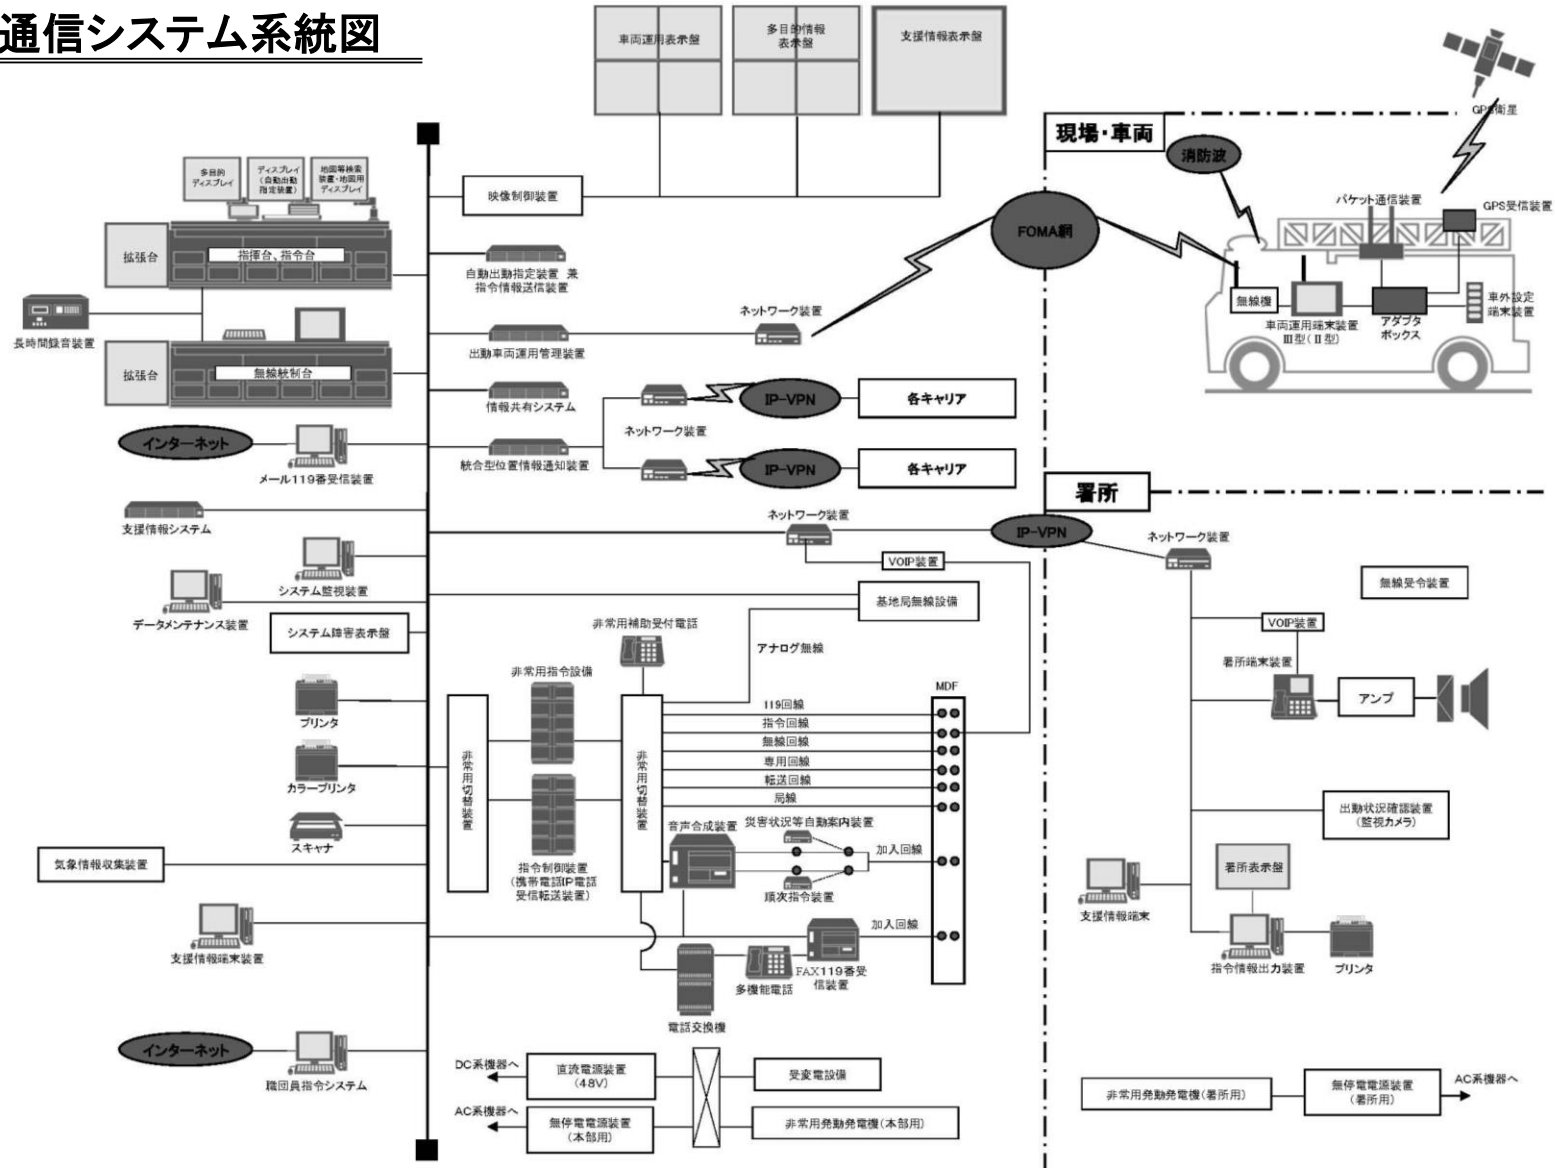 通信システム系統図
車両運用表示盤
多目的情報
表示盤
支援情報表示盤
GPS衛星
現場・車両
消防波
多目的
ディスプレイ
ディスプレイ
(自動出動
指定装置)
地図等検索
装置・地図用
ディスプレイ
映像制御装置
パケット通信装置
GPS受信装置
FOMA網
拡張台
指揮台、指令台
自動出動指定装置 兼
指令情報送信装置
無線機
車両運用端末装置
Ⅲ型(Ⅱ型)
アダプタ
ボックス
車外設定
端末装置
長時間録音装置
ネットワーク装置
出動車両運用管理装置
拡張台
無線統制台
情報共有システム
IP-VPN
各キャリア
ネットワーク装置
インターネット
メール119番受信装置
統合型位置情報通知装置
IP-VPN
各キャリア
署所
支援情報システム
ネットワーク装置
IP-VPN
ネットワーク装置
VOIP装置
システム監視装置
データメンテナンス装置
基地局無線設備
無線受令装置
システム障害表示盤
非常用補助受付電話
アナログ無線
VOIP装置
署所端末装置
アンプ
非常用指令設備
MDF
プリンタ
非常用切替装置
非常用切替装置
119回線
指令回線
無線回線
専用回線
転送回線
局線
カラープリンタ
スキャナ
音声合成装置
災害状況等自動案内装置
加入回線
順次指令装置
出動状況確認装置
(監視カメラ)
気象情報収集装置
指令制御装置
(携帯電話IP電話
受信転送装置)
署所表示盤
支援情報端末
支援情報端末装置
加入回線
FAX119番受
信装置
多機能電話
電話交換機
指令情報出力装置
プリンタ
インターネット
職団員指令システム
DC系機器へ
直流電源装置
(48V)
受変電設備
AC系機器へ
無停電電源装置
(本部用)
非常用発動発電機(本部用)
非常用発動発電機(署所用)
無停電電源装置
(署所用)
AC系機器へ